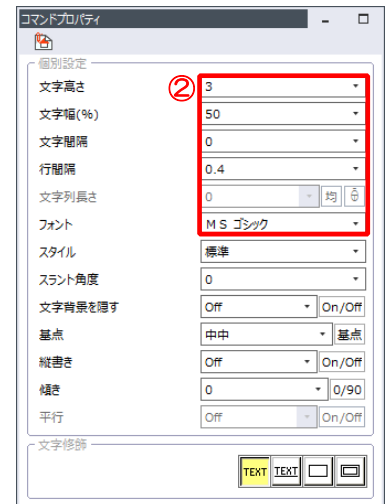 コマンドプロパティ
個別設定
文字高さ ② 3
文字幅(%) 50
文字間隔 0
行間隔 0.4
文字列長さ 0 均
フォント ＭＳ ゴシック
スタイル 標準
スラント角度 0
文字背景を隠す Off On/Off
基点 中中 基点
縦書き Off On/Off
傾き 0 0/90
平行 Off On/Off
文字修飾
TEXT TEXT